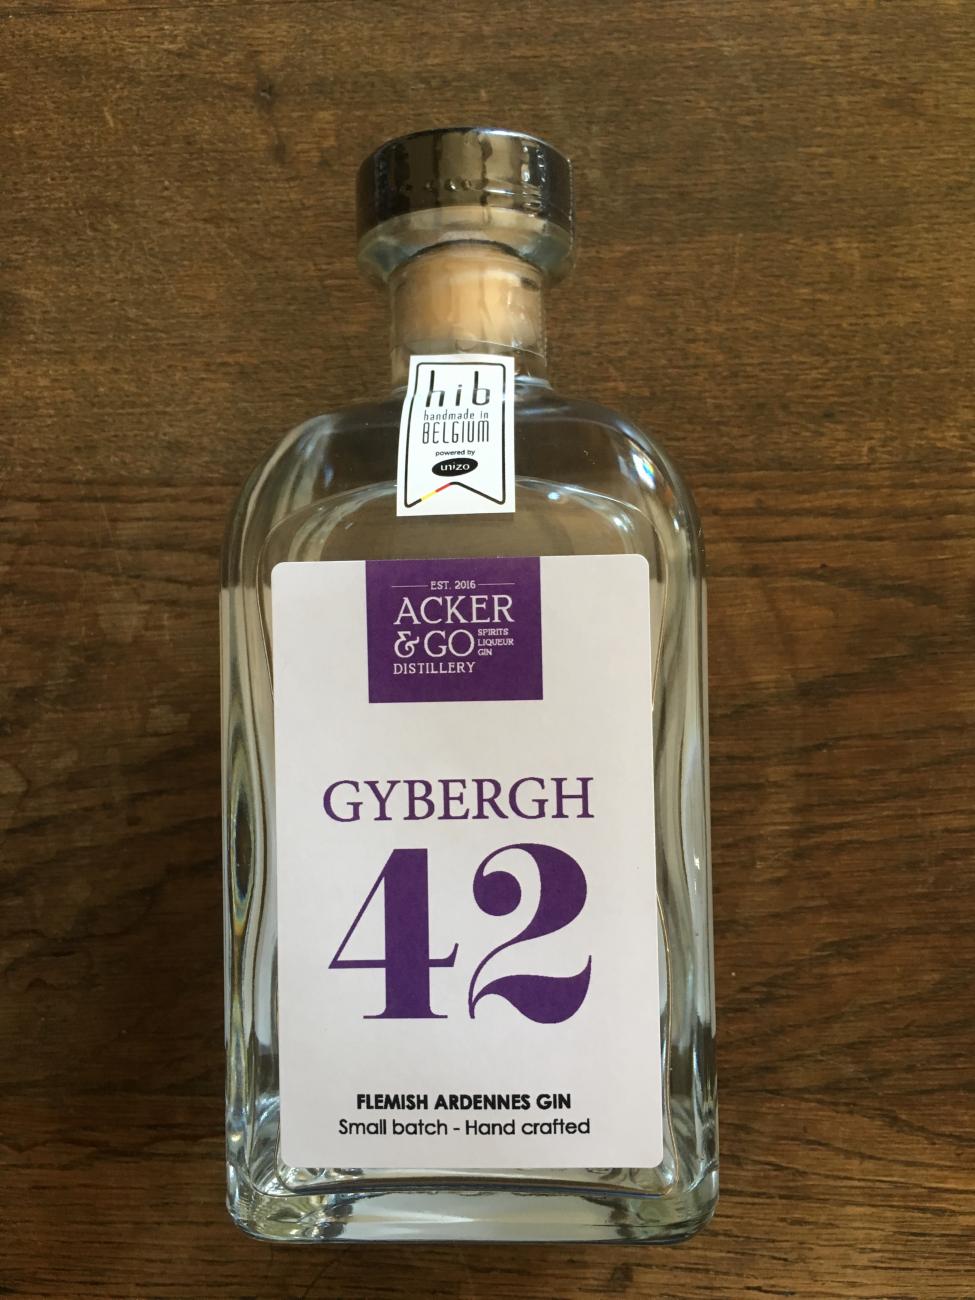 hib
handmade in
BELGIUM
powered by
unizo
EST. 2016
ACKER
& GO
SPIRITS
LIQUEUR
GIN
DISTILLERY
GYBERGH
42
FLEMISH ARDENNES GIN
Small batch - Hand crafted